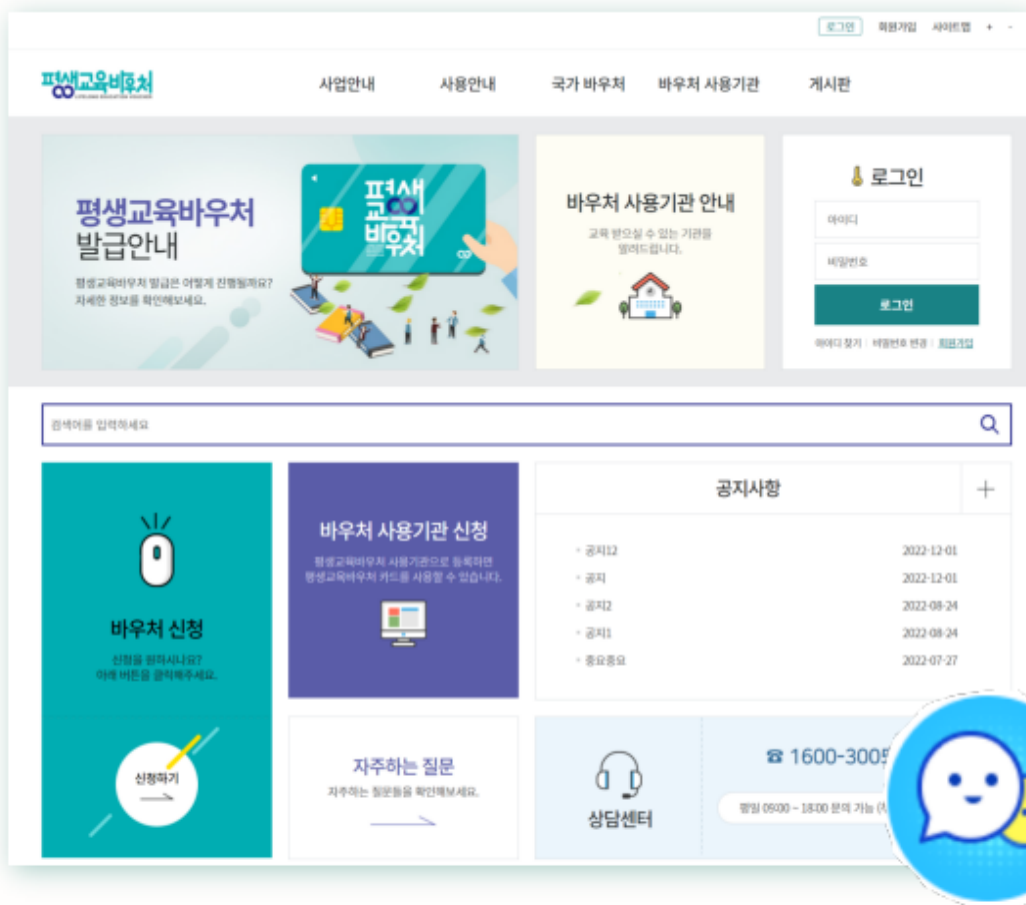 로그인 회원가입 사이트맵 + -
평생교육바우처
사업안내 사용안내 국가 바우처 바우처 사용기관 게시판
평생교육바우처
발급안내
평생교육바우처 발급은 어떻게 진행될까요?
자세한 정보를 확인해보세요.
평생
교육
바우처
바우처 사용기관 안내
교육 받으실 수 있는 기관을
알려드립니다.
로그인
아이디
비밀번호
로그인
아이디 찾기 | 비밀번호 변경 | 회원가입
검색어를 입력하세요
바우처 신청
신청을 원하시나요?
아래 버튼을 클릭해주세요.
신청하기
바우처 사용기관 신청
평생교육바우처 사용기관으로 등록하면
평생교육바우처 카드를 사용할 수 있습니다.
자주하는 질문
자주하는 질문들을 확인해보세요.
공지사항 +
공지12 2022-12-01
공지 2022-12-01
공지2 2022-08-24
공지1 2022-08-24
중요중요 2022-07-27
상담센터
☎ 1600-3005
평일 09:00 ~ 18:00 문의 가능